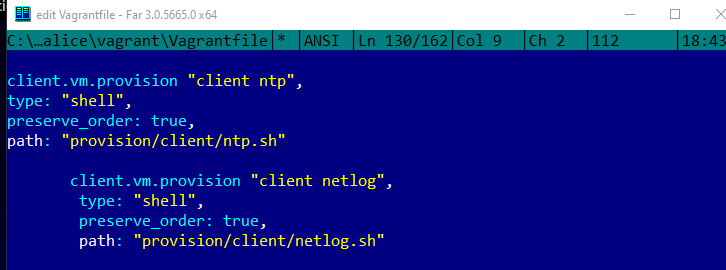 edit Vagrantfile - Far 3.0.5665.0 x64
C:\…alice\vagrant\Vagrantfile|*|ANSI|Ln 130/162|Col 9|Ch 2|112|18:43
client.vm.provision "client ntp",
type: "shell",
preserve_order: true,
path: "provision/client/ntp.sh"
client.vm.provision "client netlog",
type: "shell",
preserve_order: true,
path: "provision/client/netlog.sh"